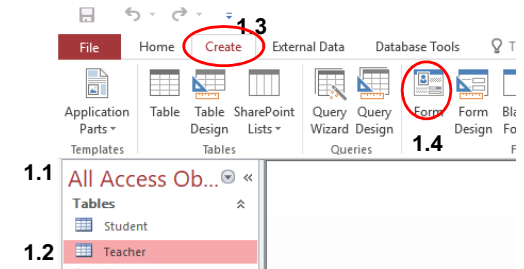 1.3
File Home Create External Data Database Tools T
Application Parts Table Table Design SharePoint Lists Query Wizard Query Design Form Form Design
Templates Tables Queries F
1.4
1.1 All Access Ob...
Tables
Student
1.2 Teacher